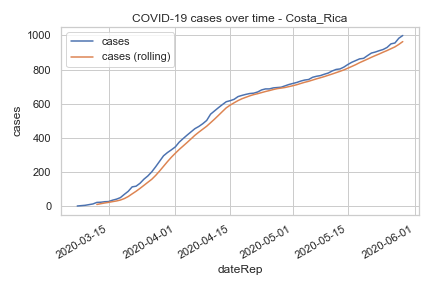 COVID-19 cases over time - Costa_Rica
cases
cases (rolling)
1000
800
600
400
200
0
cases
2020-03-15
2020-04-01
2020-04-15
2020-05-01
2020-05-15
2020-06-01
dateRep